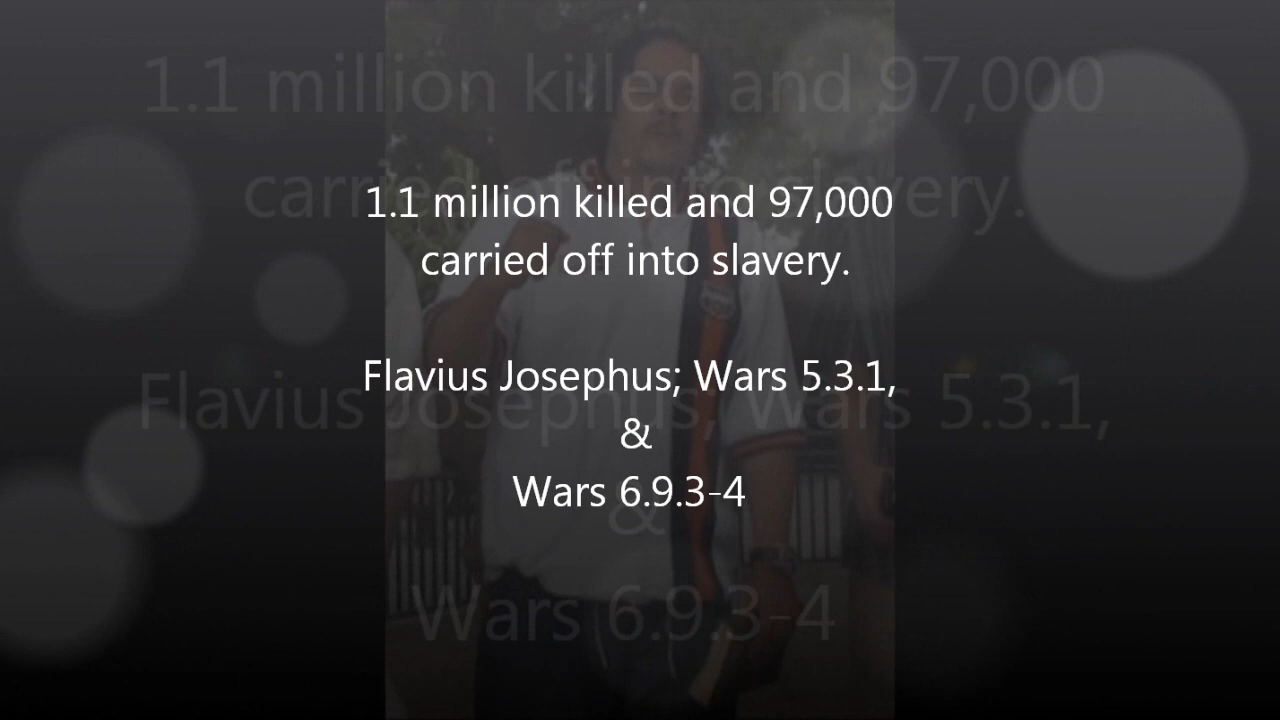 1.1 million killed and 97,000
carried off into slavery.
Flavius Josephus; Wars 5.3.1,
&
Wars 6.9.3-4